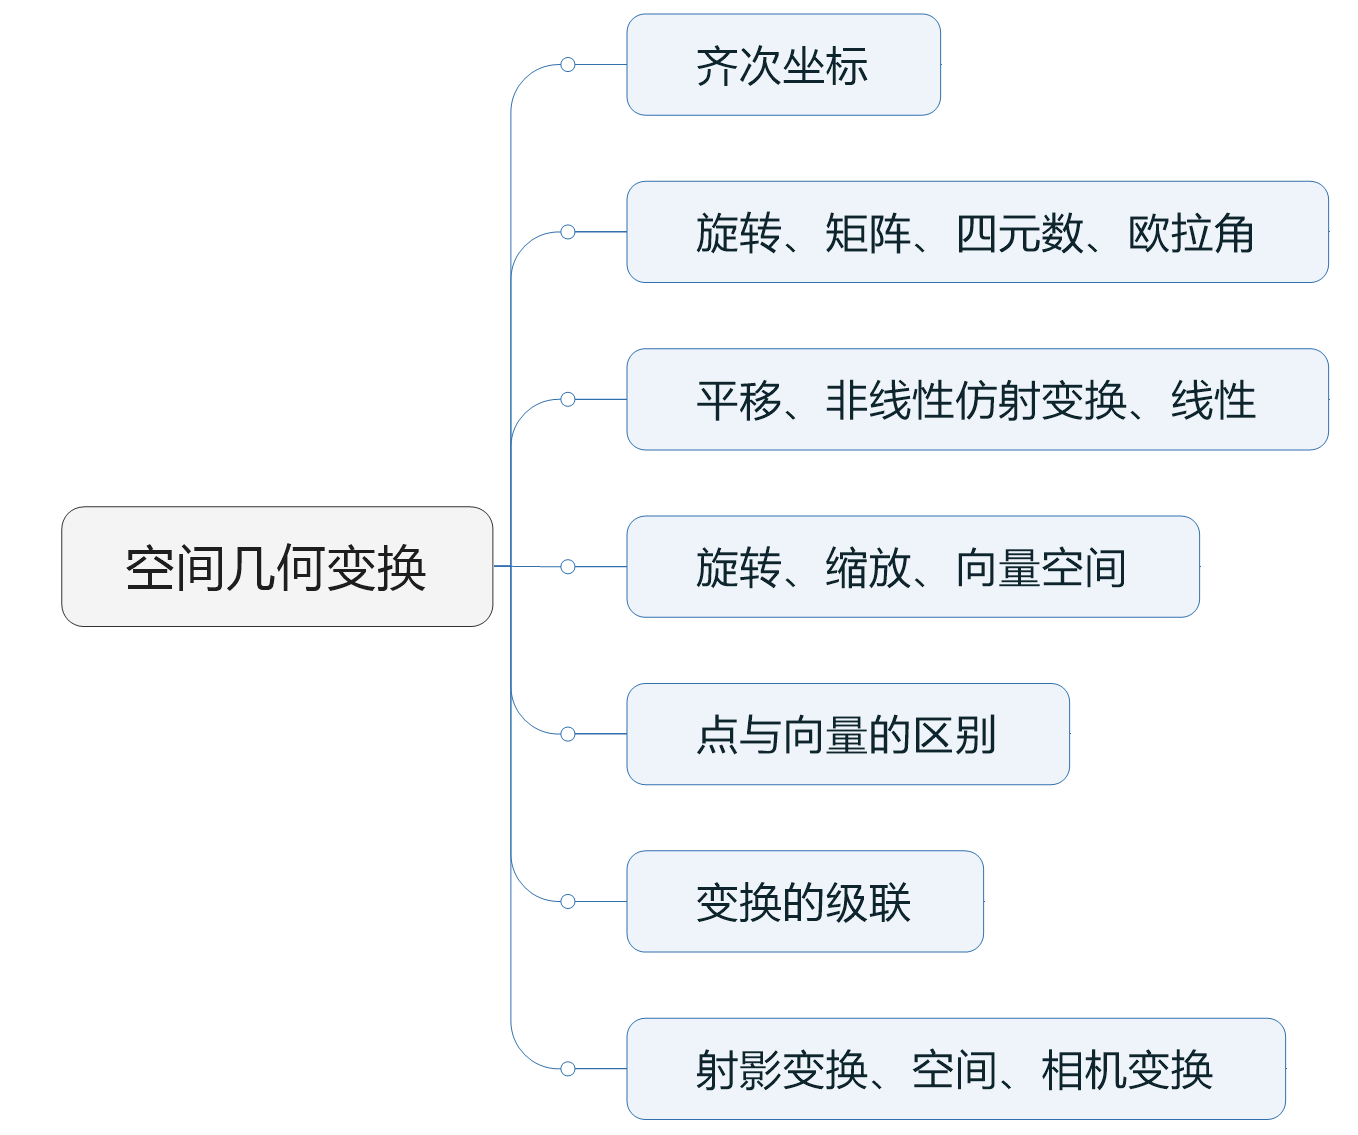 齐次坐标
旋转、矩阵、四元数、欧拉角
平移、非线性仿射变换、线性
空间几何变换
旋转、缩放、向量空间
点与向量的区别
变换的级联
射影变换、空间、相机变换